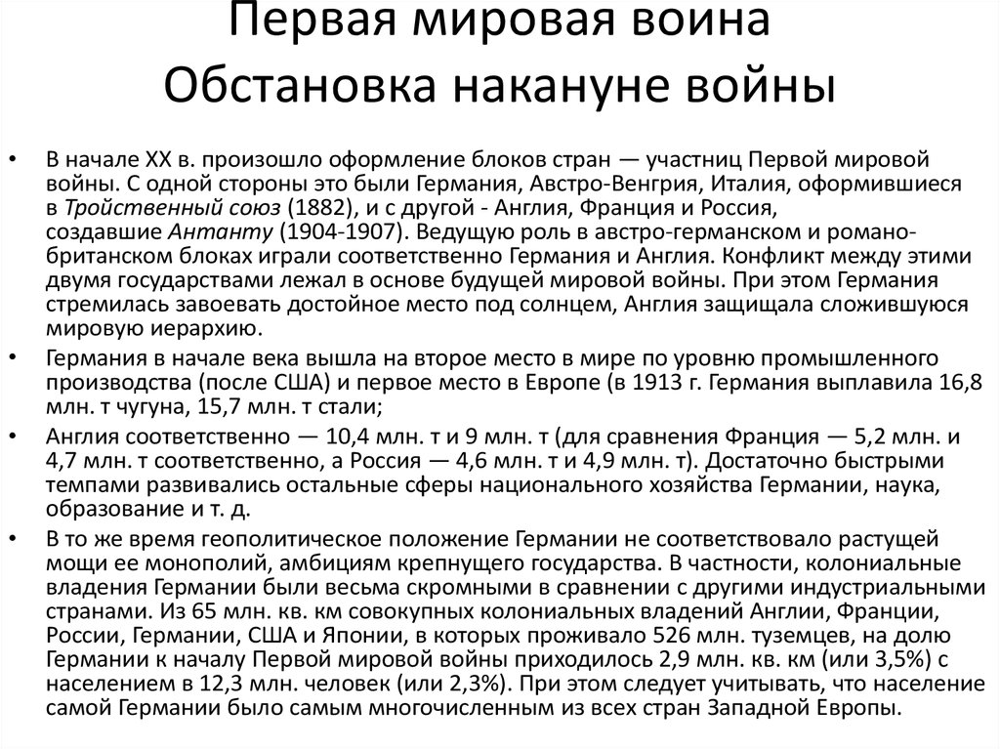 Первая мировая война
Обстановка накануне войны
• В начале XX в. произошло оформление блоков стран — участниц Первой мировой
войны. С одной стороны это были Германия, Австро-Венгрия, Италия, оформившиеся
в Тройственный союз (1882), и с другой - Англия, Франция и Россия,
создавшие Антанту (1904-1907). Ведущую роль в австро-германском и романо-
британском блоках играли соответственно Германия и Англия. Конфликт между этими
двумя государствами лежал в основе будущей мировой войны. При этом Германия
стремилась завоевать достойное место под солнцем, Англия защищала сложившуюся
мировую иерархию.
• Германия в начале века вышла на второе место в мире по уровню промышленного
производства (после США) и первое место в Европе (в 1913 г. Германия выплавила 16,8
млн. т чугуна, 15,7 млн. т стали;
• Англия соответственно — 10,4 млн. т и 9 млн. т (для сравнения Франция — 5,2 млн. и
4,7 млн. т соответственно, а Россия — 4,6 млн. т и 4,9 млн. т). Достаточно быстрыми
темпами развивались остальные сферы национального хозяйства Германии, наука,
образование и т. д.
• В то же время геополитическое положение Германии не соответствовало растущей
мощи ее монополий, амбициям крепнущего государства. В частности, колониальные
владения Германии были весьма скромными в сравнении с другими индустриальными
странами. Из 65 млн. кв. км совокупных колониальных владений Англии, Франции,
России, Германии, США и Японии, в которых проживало 526 млн. туземцев, на долю
Германии к началу Первой мировой войны приходилось 2,9 млн. кв. км (или 3,5%) с
населением в 12,3 млн. человек (или 2,3%). При этом следует учитывать, что население
самой Германии было самым многочисленным из всех стран Западной Европы.